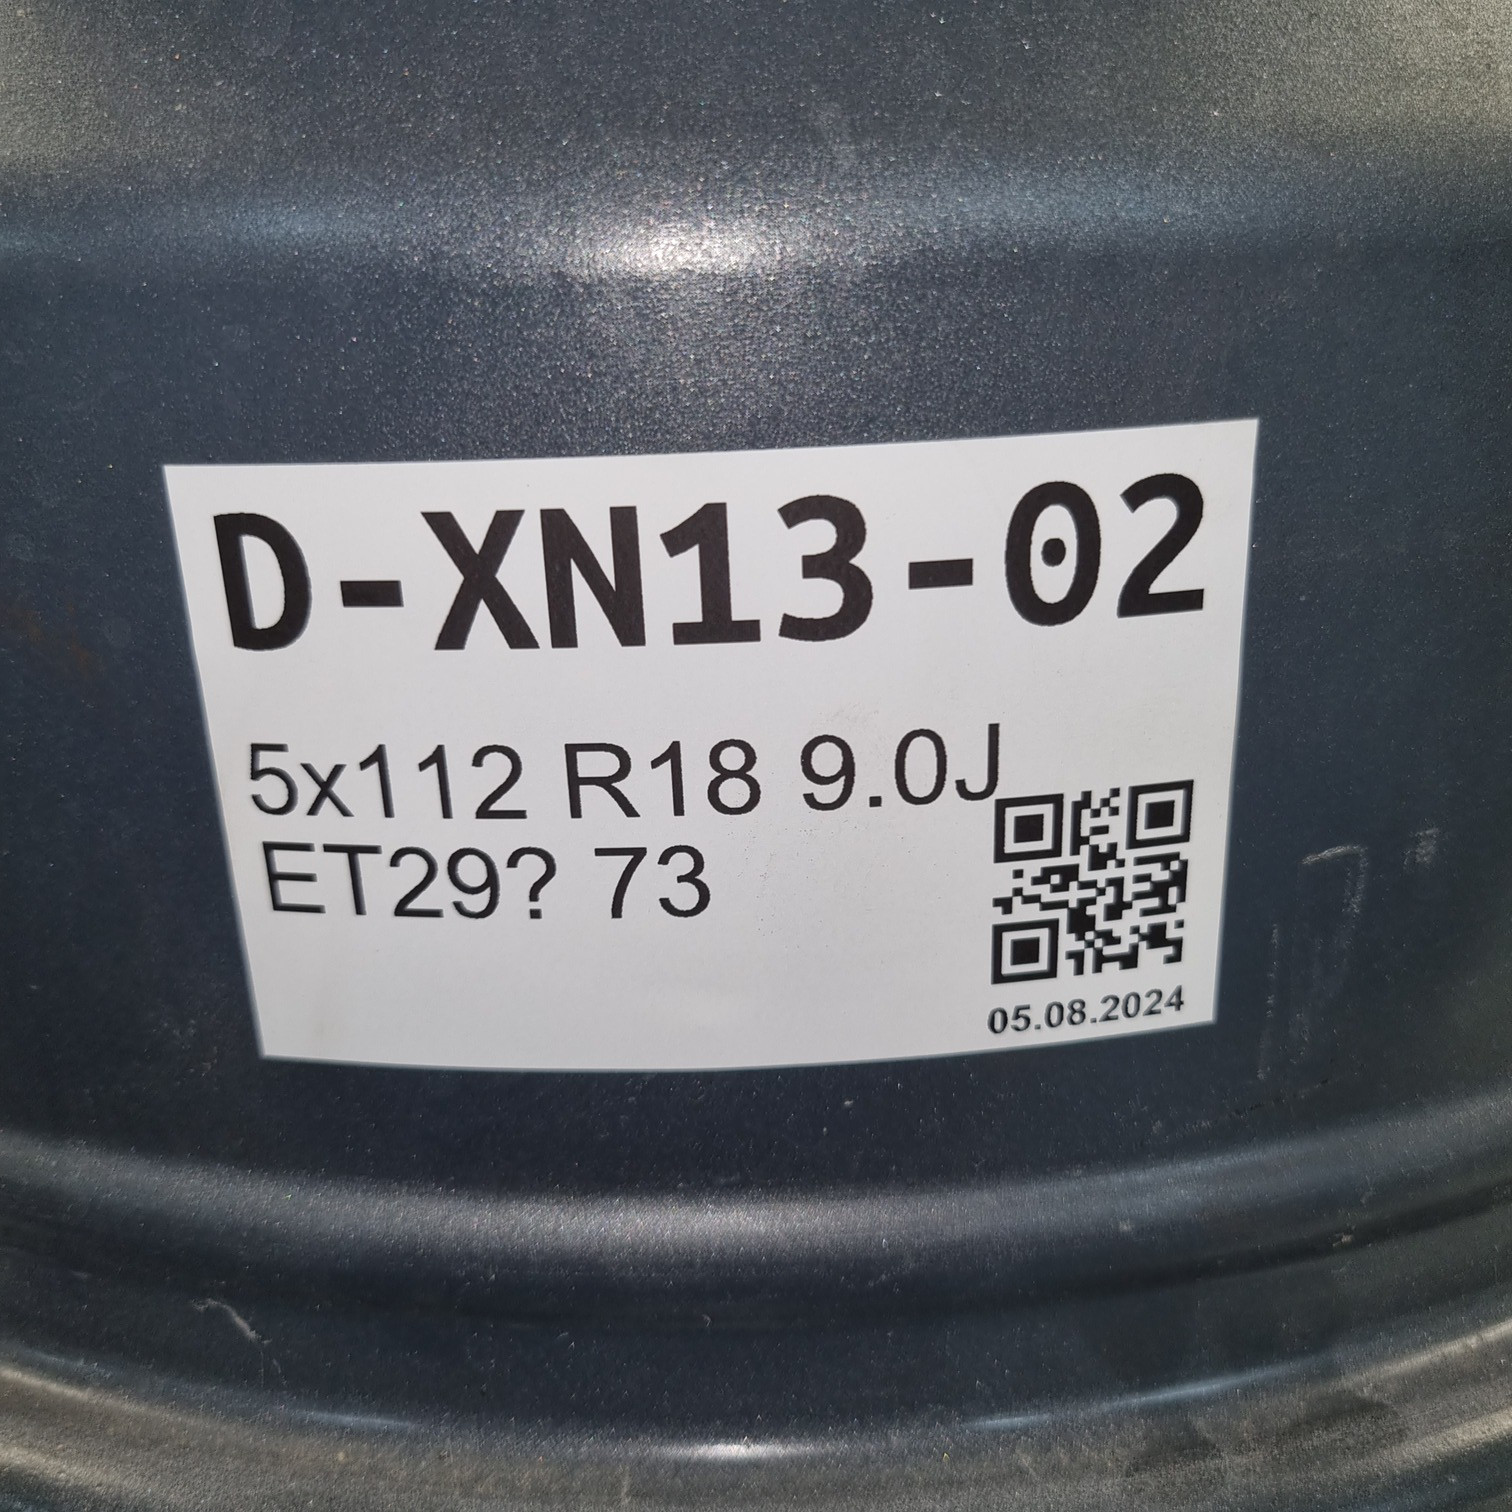 D-XN13-02
5x112 R18 9.0J
ET29? 73
05.08.2024